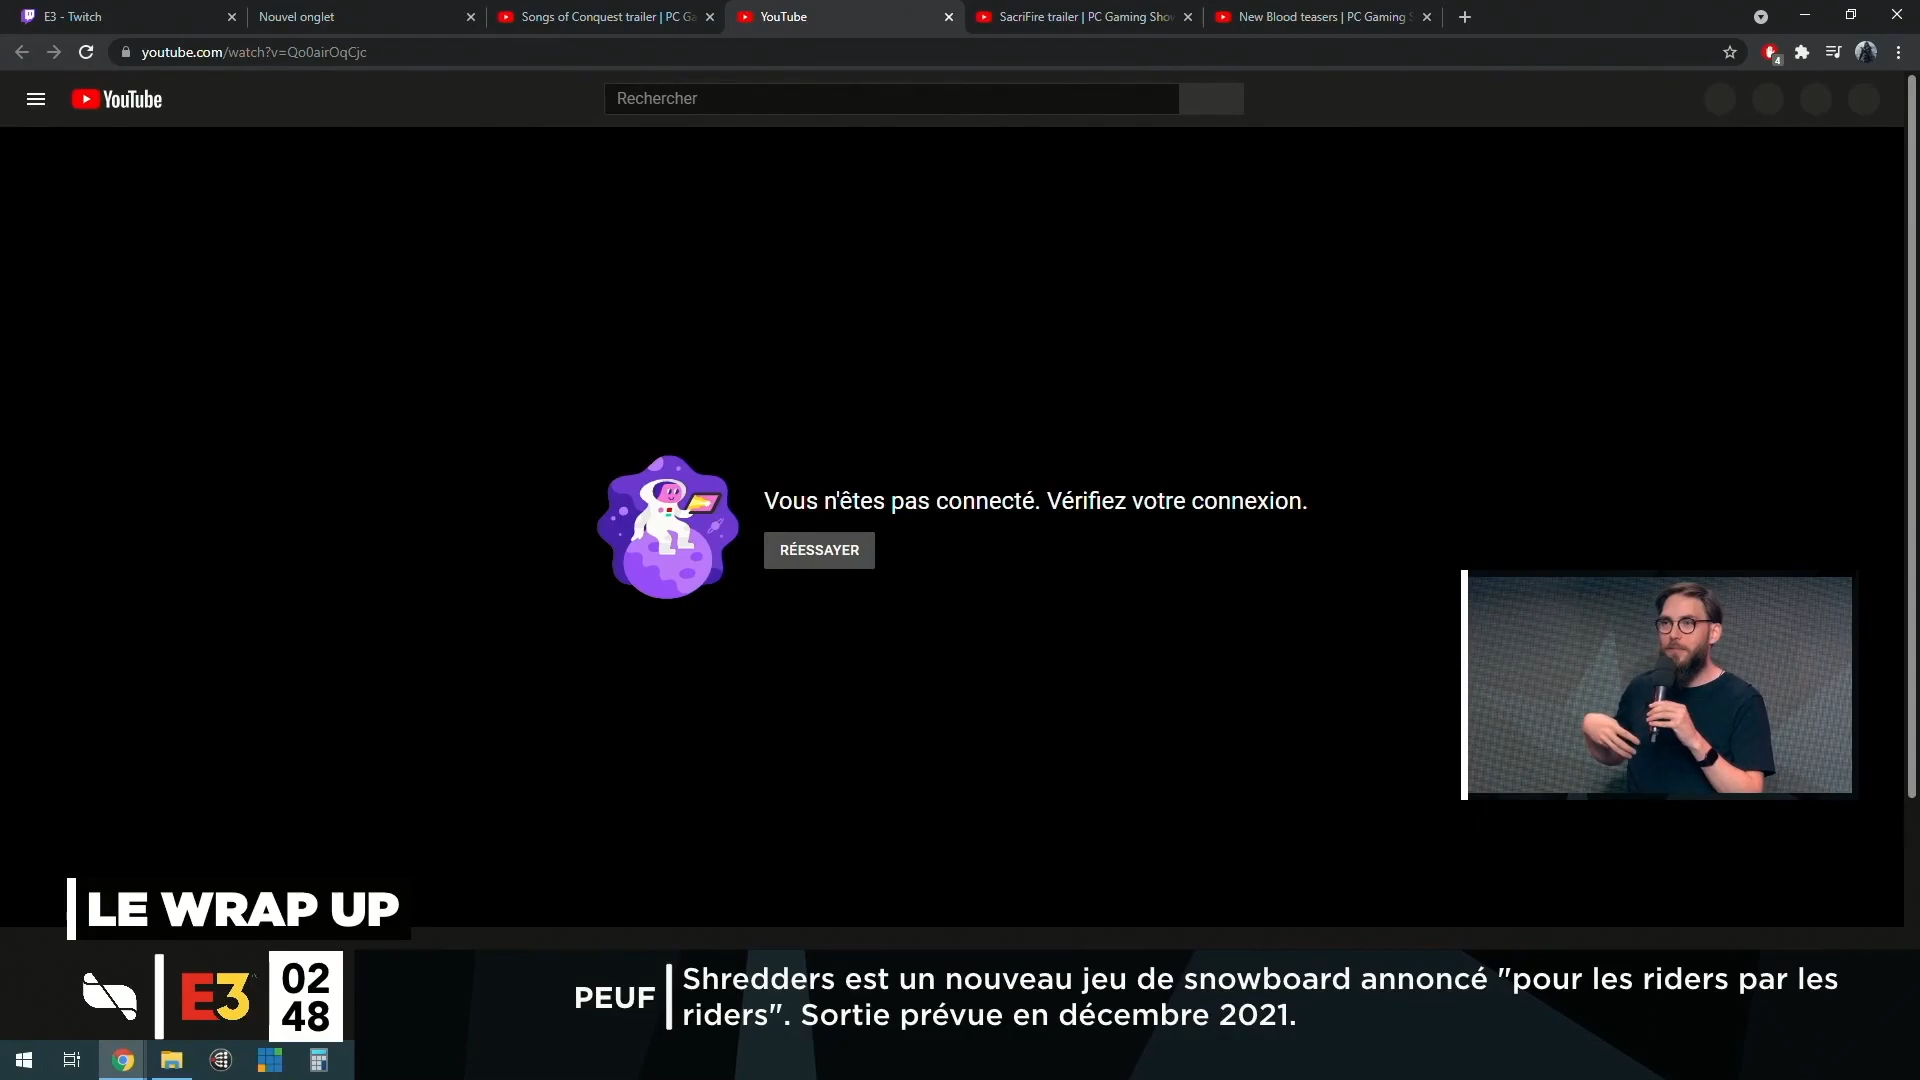 E3 - Twitch
Nouvel onglet
Songs of Conquest trailer | PC Ga
YouTube
SacriFire trailer | PC Gaming Show
New Blood teasers | PC Gaming S
youtube.com/watch?v=Qo0airOqCjc
4
YouTube
Rechercher
Vous n'êtes pas connecté. Vérifiez votre connexion.
RÉESSAYER
LE WRAP UP
E3
02
48
PEUF
Shredders est un nouveau jeu de snowboard annoncé "pour les riders par les
riders". Sortie prévue en décembre 2021.